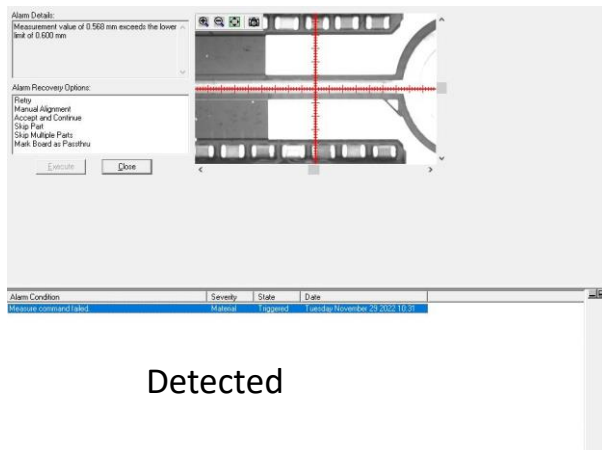 Alarm Details:
Measurement value of 0.568 mm exceeds the lower
limit of 0.600 mm
Alarm Recovery Options:
Retry
Manual Alignment
Accept and Continue
Skip Part
Skip Multiple Parts
Mark Board as Passthru
Execute Close
Alarm Condition Severity State Date
Measure command failed. Material Triggered Tuesday November 29 2022 10:31
Detected